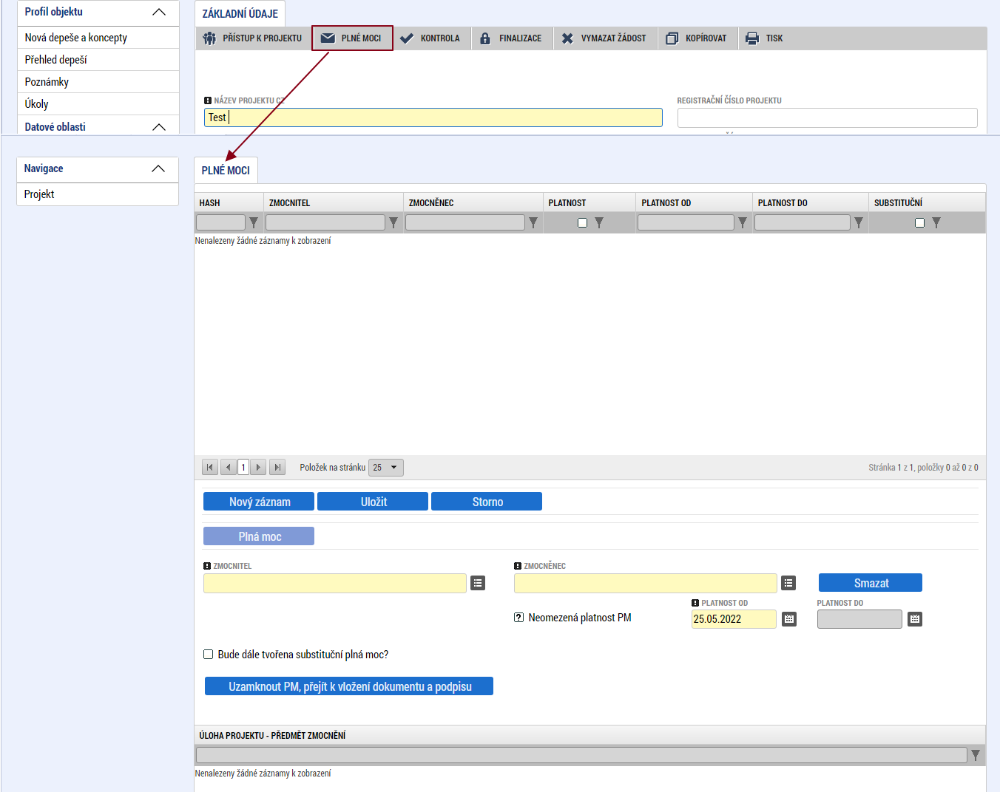 Profil objektu
Nová depeše a koncepty
Přehled depeší
Poznámky
Úkoly
Datové oblasti
ZÁKLADNÍ ÚDAJE
PŘÍSTUP K PROJEKTU PLNÉ MOCI KONTROLA FINALIZACE VYMAZAT ŽÁDOST KOPÍROVAT TISK
NÁZEV PROJEKTU CZ REGISTRAČNÍ ČÍSLO PROJEKTU
Test
Navigace
Projekt
PLNÉ MOCI
HASH ZMOCNITEL ZMOCNĚNEC PLATNOST PLATNOST OD PLATNOST DO SUBSTITUČNÍ
Nenalezeny žádné záznamy k zobrazení
1 Položek na stránku 25 Stránka 1 z 1, položky 0 až 0 z 0
Nový záznam Uložit Storno
Plná moc
ZMOCNITEL ZMOCNĚNEC
Smazat
PLATNOST OD PLATNOST DO
Neomezená platnost PM 25.05.2022
Bude dále tvořena substituční plná moc?
Uzamknout PM, přejít k vložení dokumentu a podpisu
ÚLOHA PROJEKTU - PŘEDMĚT ZMOCNĚNÍ
Nenalezeny žádné záznamy k zobrazení